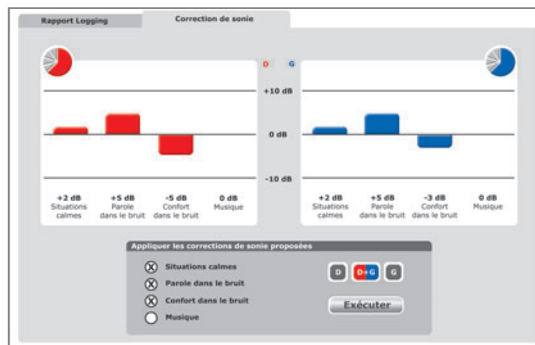 Rapport Logging
Correction de sonie
D G
+10 dB
0 dB
-10 dB
+2 dB +5 dB -5 dB 0 dB
Situations Parole Confort Musique
calmes dans le bruit dans le bruit
+2 dB +5 dB -3 dB 0 dB
Situations Parole Confort Musique
calmes dans le bruit dans le bruit
Appliquer les corrections de sonie proposées
Situations calmes
Parole dans le bruit
Confort dans le bruit
Musique
D D+G G
Exécuter